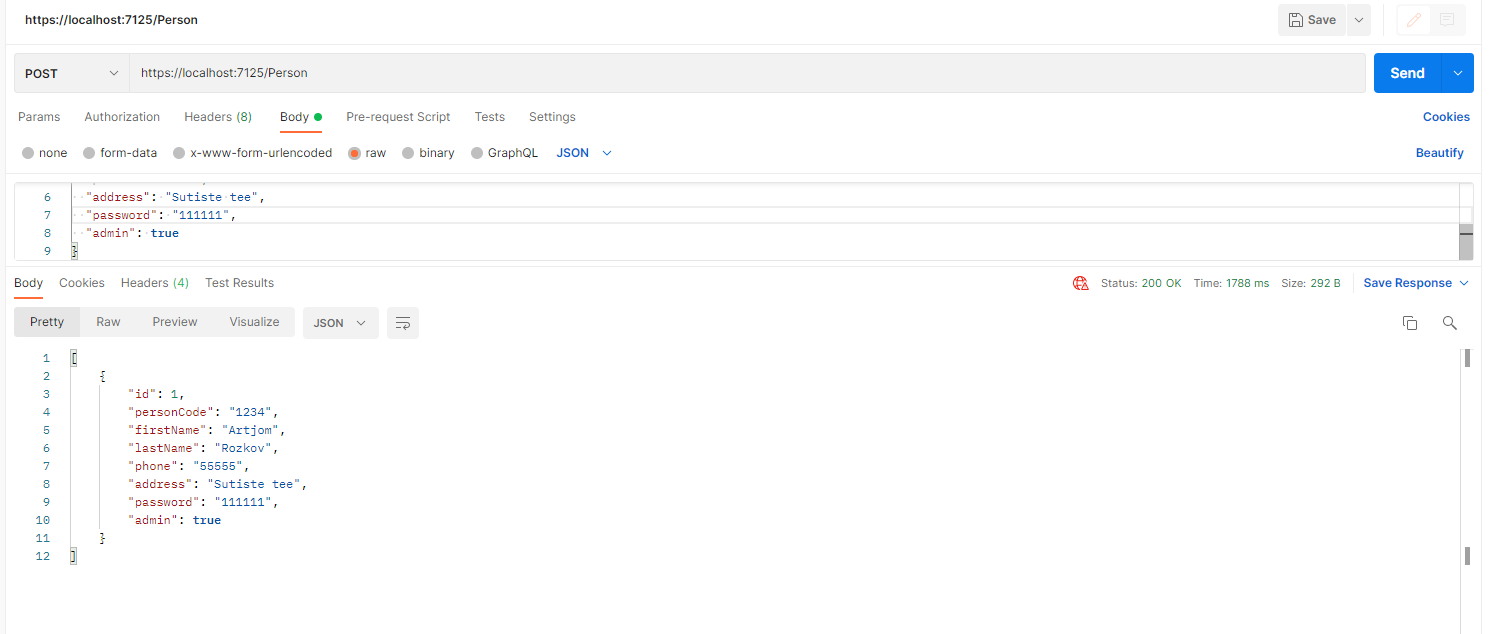 https://localhost:7125/Person
Save
POST
https://localhost:7125/Person
Send
Params Authorization Headers (8) Body Pre-request Script Tests Settings Cookies
none form-data x-www-form-urlencoded raw binary GraphQL JSON Beautify
6 "address": "Sutiste tee",
7 "password": "111111",
8 "admin": true
9 }
Body Cookies Headers (4) Test Results Status: 200 OK Time: 1788 ms Size: 292 B Save Response
Pretty Raw Preview Visualize JSON
1 [
2 {
3 "id": 1,
4 "personCode": "1234",
5 "firstName": "Artjom",
6 "lastName": "Rozkov",
7 "phone": "55555",
8 "address": "Sutiste tee",
9 "password": "111111",
10 "admin": true
11 }
12 ]